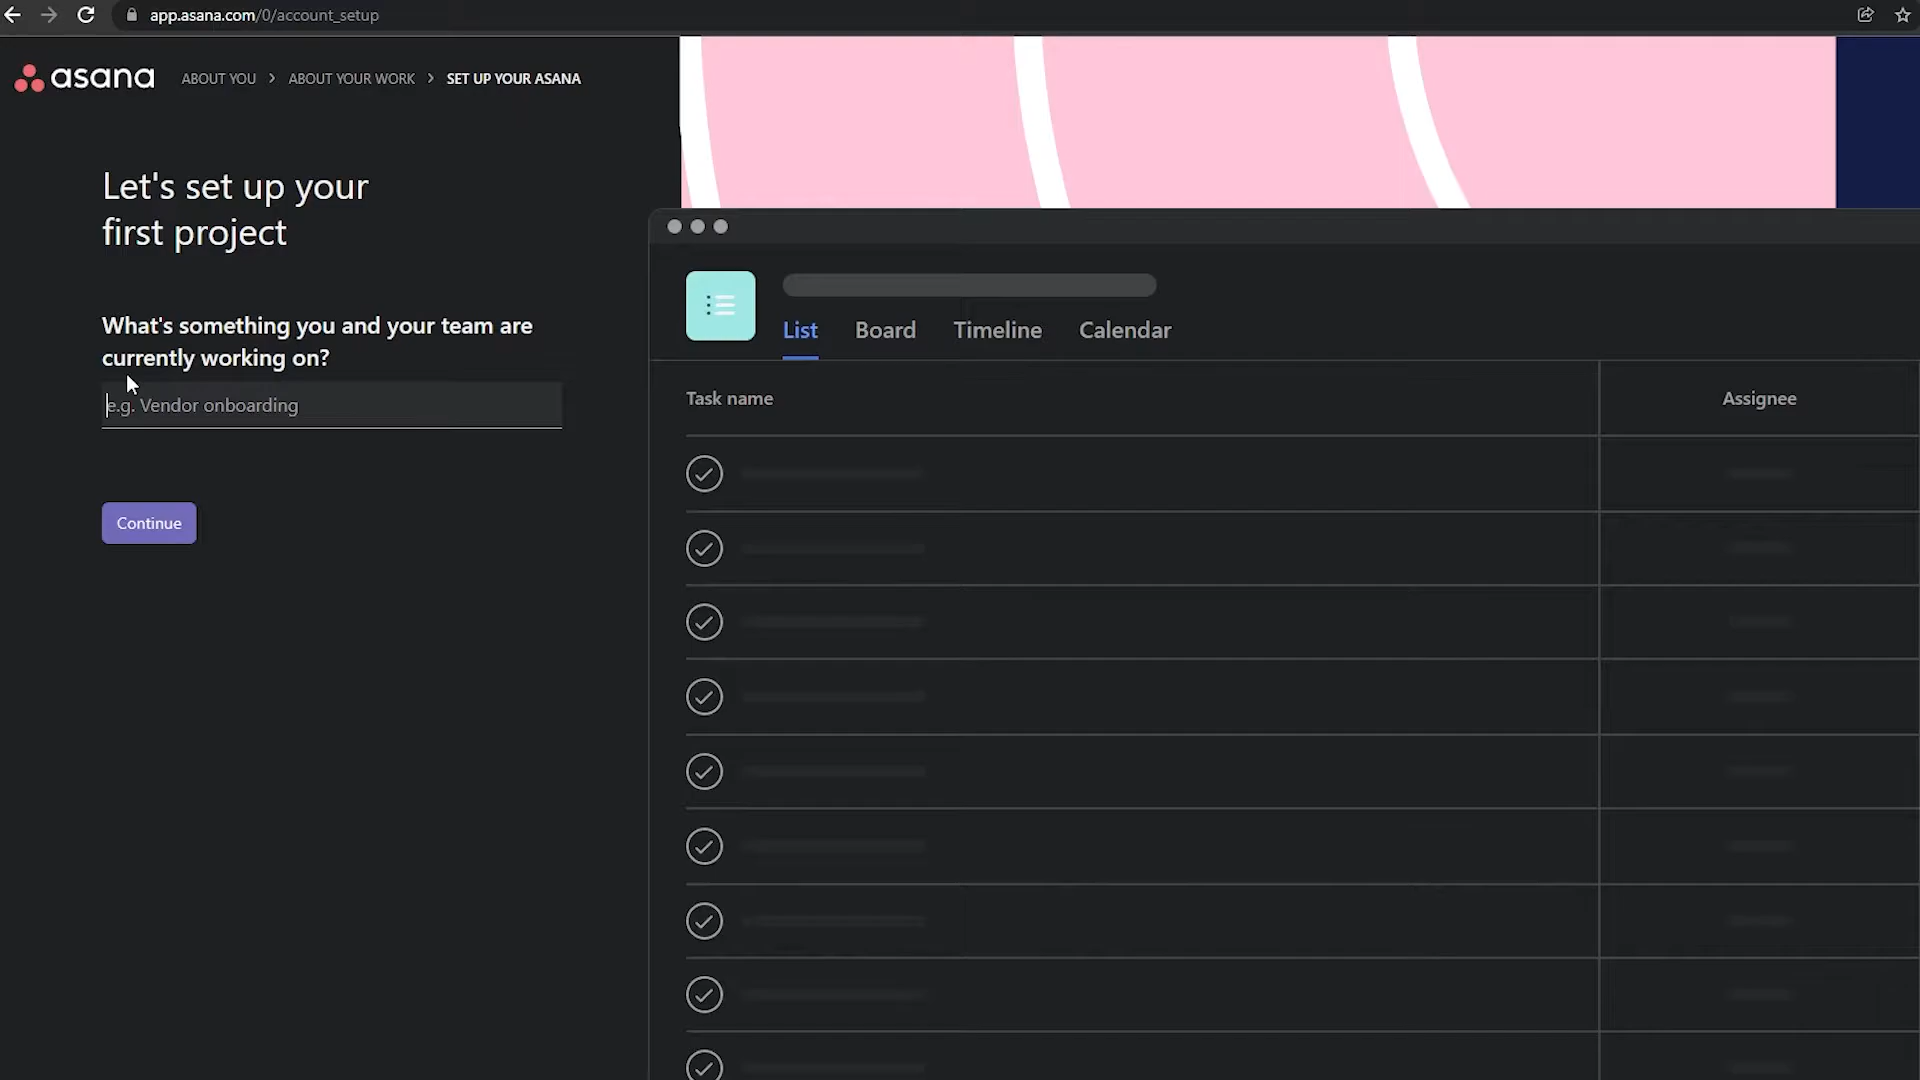 app.asana.com/0/account_setup
asana ABOUT YOU > ABOUT YOUR WORK > SET UP YOUR ASANA
Let's set up your
first project
What's something you and your team are
currently working on?
e.g. Vendor onboarding
Continue
List Board Timeline Calendar
Task name Assignee